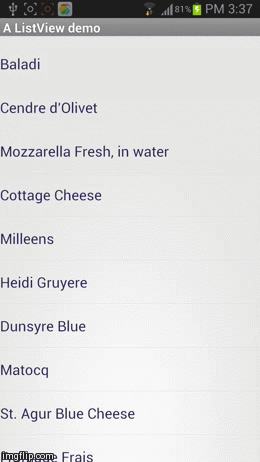 81% PM 3:37
A ListView demo
Baladi
Cendre d'Olivet
Mozzarella Fresh, in water
Cottage Cheese
Milleens
Heidi Gruyere
Dunsyre Blue
Matocq
St. Agur Blue Cheese
Fromage Frais
imgflip.com